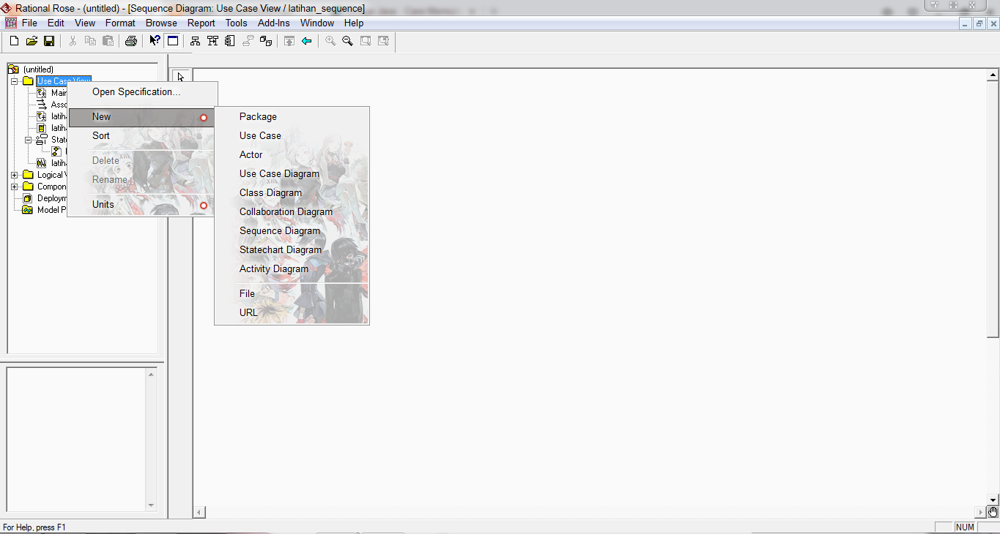 Rational Rose - (untitled) - [Sequence Diagram: Use Case View / latihan_sequence]
File Edit View Format Browse Report Tools Add-Ins Window Help
(untitled)
Use Case View
Open Specification...
New
Sort
Delete
Rename
Units
Package
Use Case
Actor
Use Case Diagram
Class Diagram
Collaboration Diagram
Sequence Diagram
Statechart Diagram
Activity Diagram
File
URL
Main
Asso
latiha
latiha
State
latiha
Logical V
Compon
Deploym
Model P
For Help, press F1
NUM